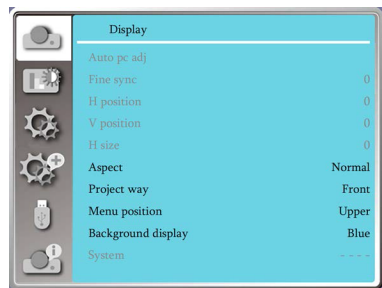 Display
Auto pc adj
Fine sync 0
H position 0
V position 0
H size 0
Aspect Normal
Project way Front
Menu position Upper
Background display Blue
System - - - -